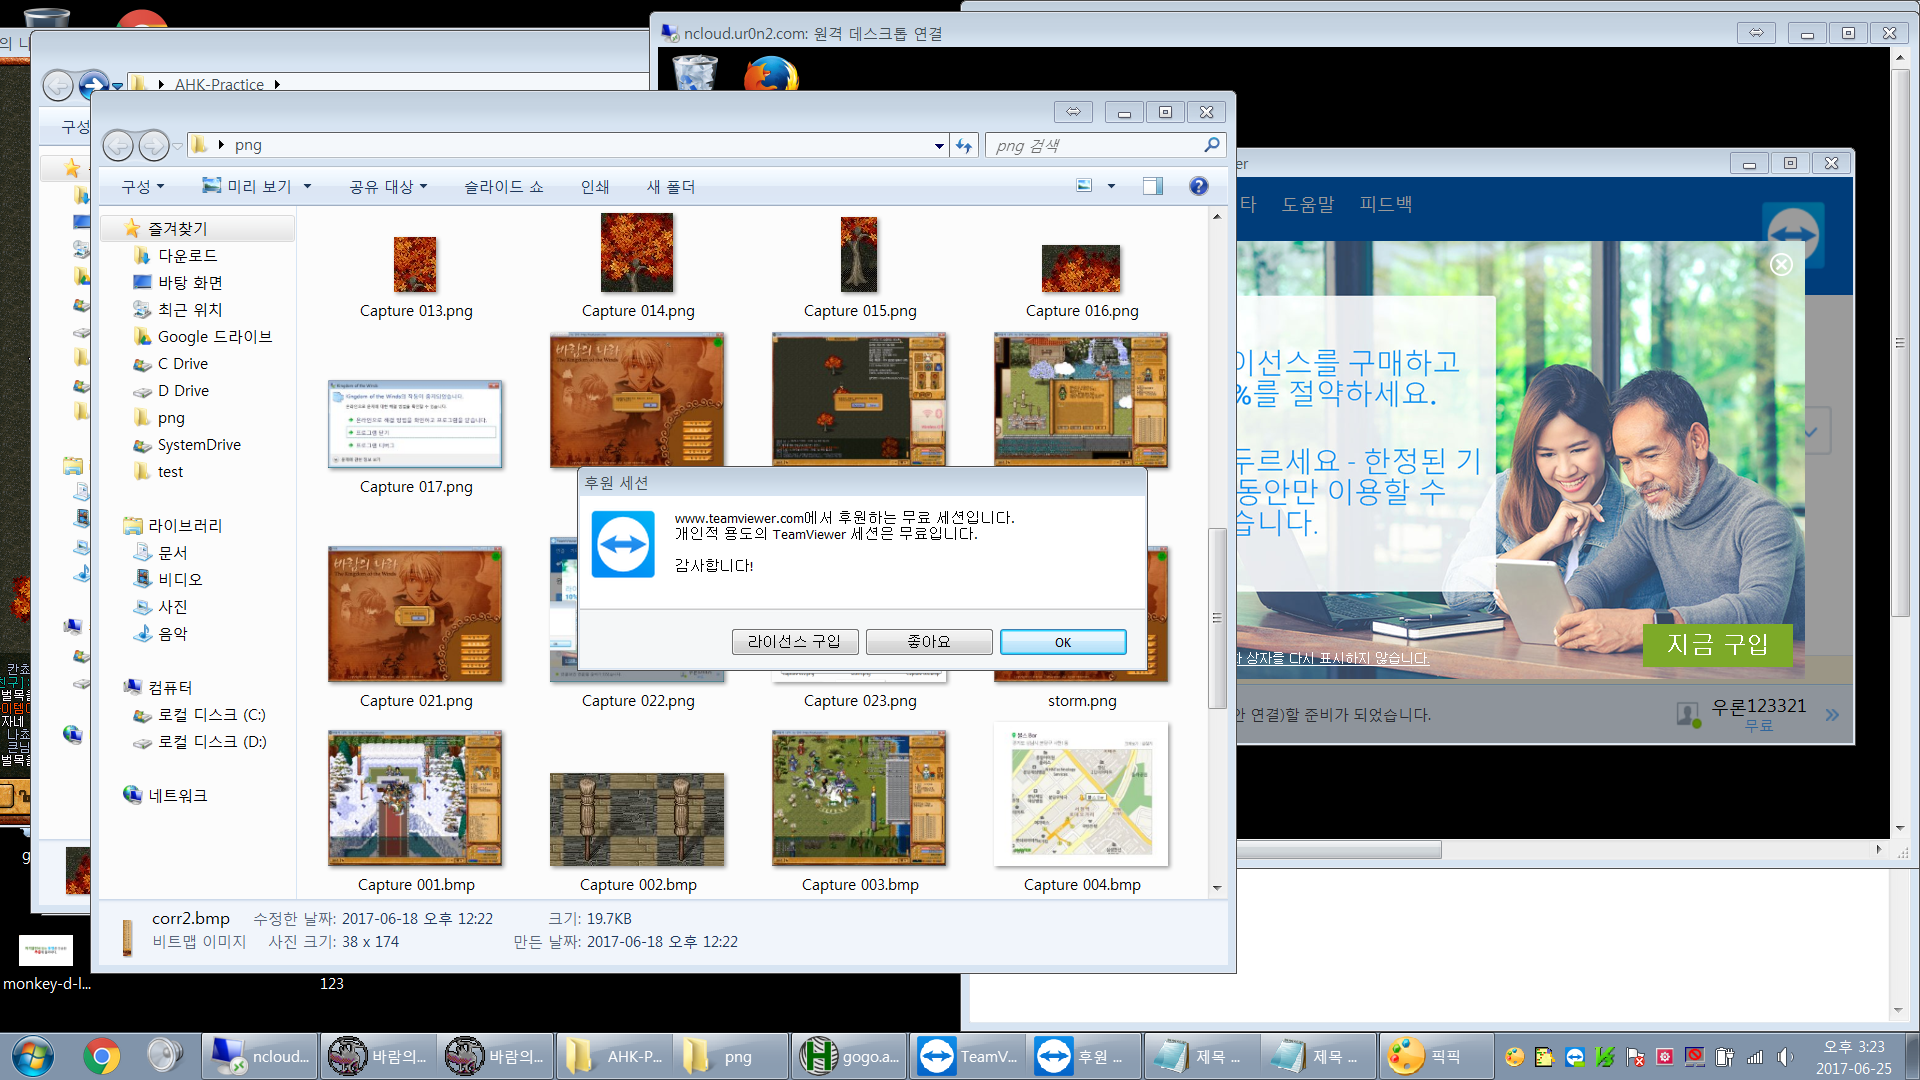 ncloud.ur0n2.com: 원격 데스크톱 연결
AHK-Practice
구성
png
png 검색
구성
미리 보기
공유 대상
슬라이드 쇼
인쇄
새 폴더
즐겨찾기
다운로드
바탕 화면
최근 위치
Google 드라이브
C Drive
D Drive
png
SystemDrive
test
라이브러리
문서
비디오
사진
음악
컴퓨터
로컬 디스크 (C:)
로컬 디스크 (D:)
네트워크
Capture 013.png
Capture 014.png
Capture 015.png
Capture 016.png
Capture 017.png
Capture 021.png
Capture 022.png
Capture 023.png
storm.png
Capture 001.bmp
Capture 002.bmp
Capture 003.bmp
Capture 004.bmp
후원 세션
www.teamviewer.com에서 후원하는 무료 세션입니다.
개인적 용도의 TeamViewer 세션은 무료입니다.
감사합니다!
라이선스 구입
좋아요
OK
corr2.bmp
수정한 날짜: 2017-06-18 오후 12:22
크기: 19.7KB
비트맵 이미지
사진 크기: 38 x 174
만든 날짜: 2017-06-18 오후 12:22
er
타
도움말
피드백
이선스를 구매하고
%를 절약하세요.
두르세요 - 한정된 기
동안만 이용할 수
습니다.
지금 구입
상자를 다시 표시하지 않습니다.
연결)할 준비가 되었습니다.
우론123321
무료
monkey-d-l...
123
ncloud...
바람의...
바람의...
AHK-P...
png
gogo.a...
TeamV...
후원 ...
제목 ...
제목 ...
픽픽
오후 3:23
2017-06-25